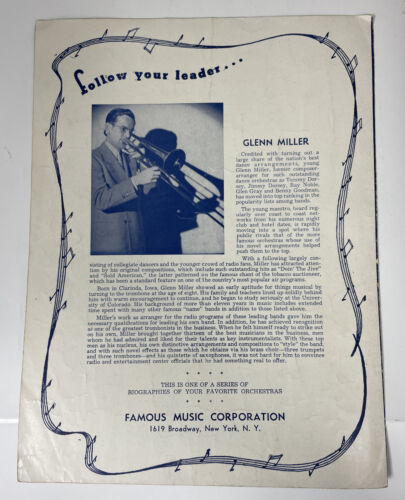 follow your leader...
GLENN MILLER
Credited with turning out a
large share of the nation's best
dance arrangements, young
Glenn Miller, former composer-
arranger for such outstanding
dance orchestras as Tommy Dor-
sey, Jimmy Dorsey, Ray Noble,
Glen Gray and Benny Goodman,
has moved into top ranking in the
popularity lists among bands.
The young maestro, heard reg-
ularly over coast to coast net-
works from his numerous night
club and hotel dates, is rapidly
moving into a spot where his
public rivals that of the more
famous orchestras whose use of
his novel arrangements helped
push them to the top.
With a following largely con-
sisting of collegiate dancers and the younger crowd of radio fans, Miller has attracted atten-
tion by his original compositions, which include such outstanding hits as "Doin' The Jive"
and "Sold American," the latter patterned on the famous chant of the tobacco auctioneer,
which has been a standard feature on one of the country's most popular air programs.
Born in Clarinda, Iowa, Glenn Miller showed an early aptitude for things musical by
turning to the trombone at the age of eight. His family and teachers lined up solidly behind
him with warm encouragement to continue, and he began to study seriously at the Univer-
sity of Colorado. His background of more than eleven years in music includes extended
time spent with many other famous "name" bands in addition to those listed above.
Miller's work as arranger for the radio programs of these leading bands gave him the
necessary qualifications for leading his own band. In addition, he has achieved recognition
as one of the greatest trombonists in the business. When he felt himself ready to strike out
on his own, Miller brought together thirteen of the best musicians in the business, men
whom he had admired and liked for their talents as key instrumentalists. With these top
men as his nucleus, his own distinctive arrangements and compositions to "style" the band,
and with such novel effects as those which he obtains via his brass choir—three trumpets
and three trombones—and his quintette of saxophones, it was not hard for him to convince
radio and entertainment center officials that he had something real to offer.
THIS IS ONE OF A SERIES OF
BIOGRAPHIES OF YOUR FAVORITE ORCHESTRAS
FAMOUS MUSIC CORPORATION
1619 Broadway, New York, N. Y.